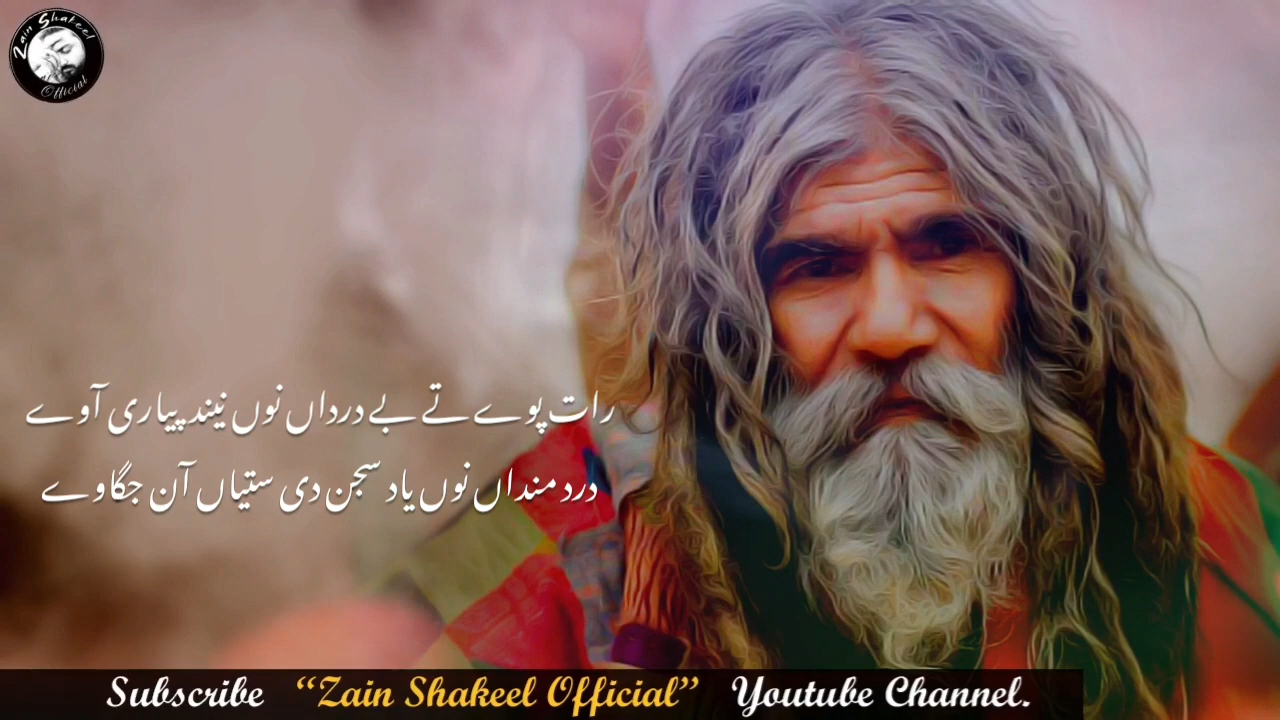 Zain Shakeel
Official
رات پوے تے بے درداں نوں نیند پیاری آوے
درد منداں نوں یاد سجن دی ستیاں آن جگاوے
Subscribe “Zain Shakeel Official” Youtube Channel.